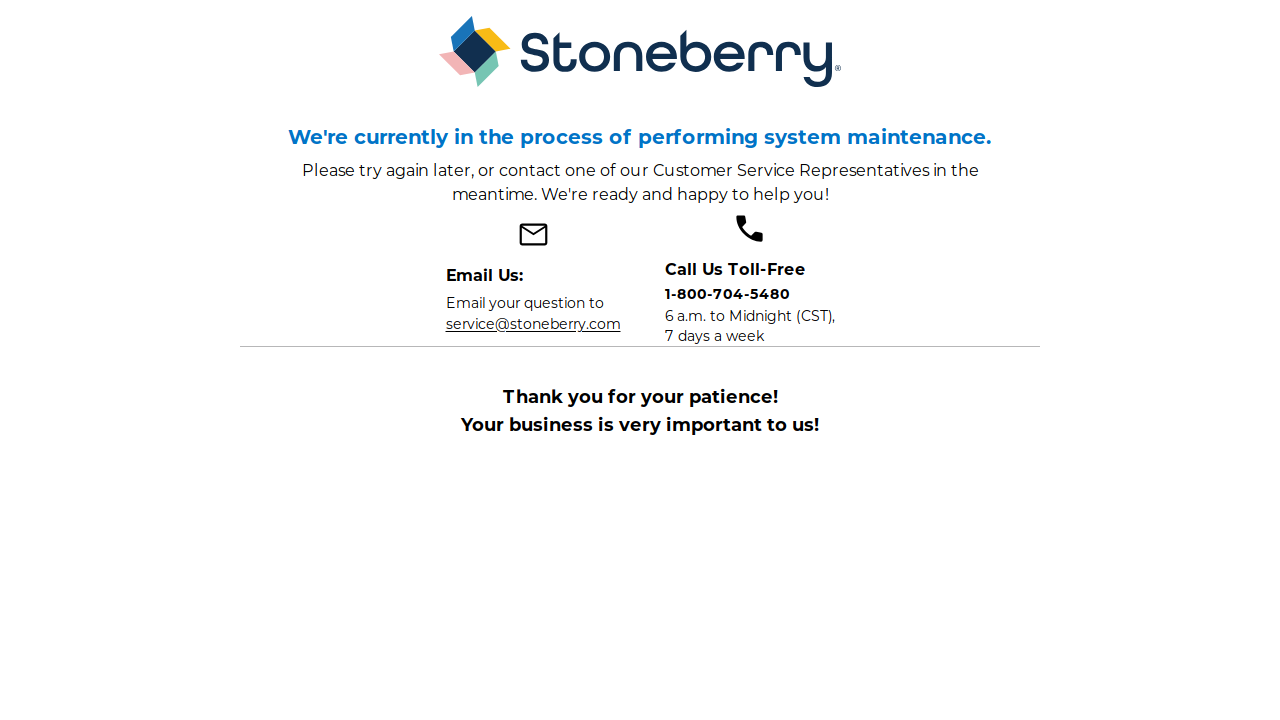 Stoneberry®
We're currently in the process of performing system maintenance.
Please try again later, or contact one of our Customer Service Representatives in the
meantime. We're ready and happy to help you!
Email Us:
Email your question to
service@stoneberry.com
Call Us Toll-Free
1-800-704-5480
6 a.m. to Midnight (CST),
7 days a week
Thank you for your patience!
Your business is very important to us!